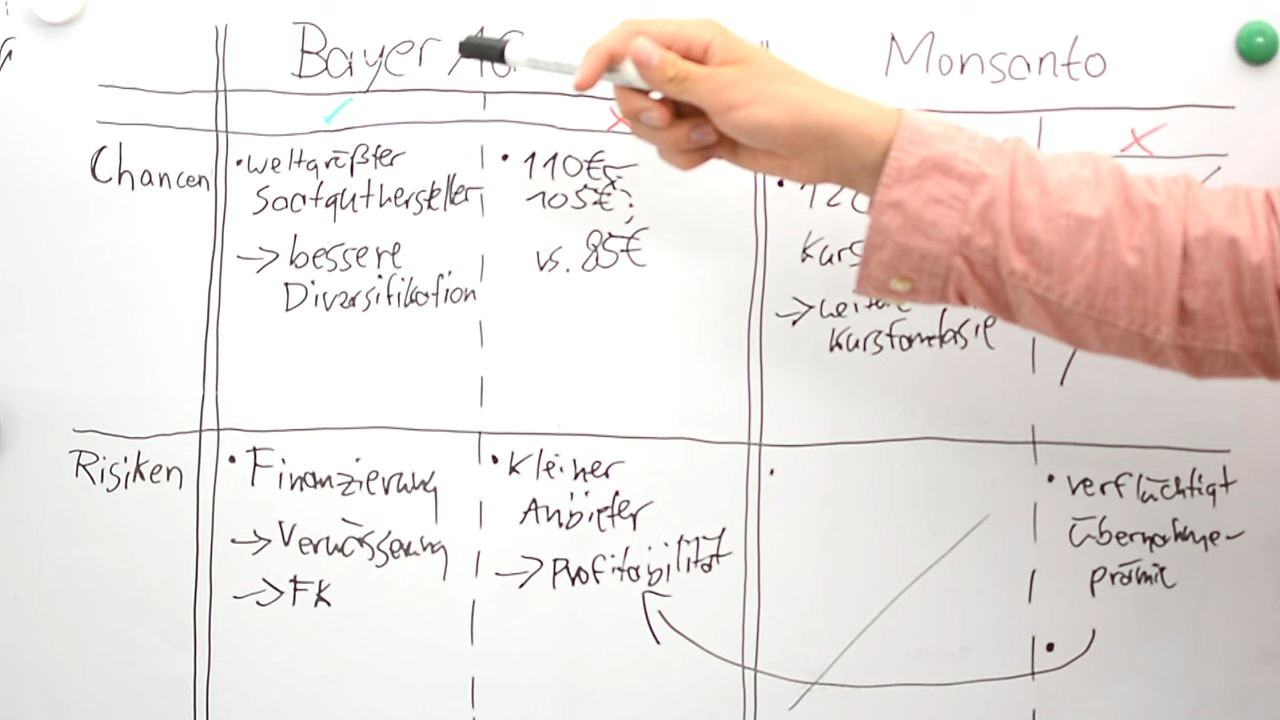 Bayer AG
Monsanto
Chancen
• weltgrößter
Saatguthersteller
→ bessere
Diversifikation
• 110€
105€
vs. 85€
•
Kurs
→
Kursfantasie
Risiken
• Finanzierung
→ Verwässerung
→ FK
• Kleiner
Anbieter
→ Profitabilität
•
• verflüchtigt
Übernahme-
prämie
•